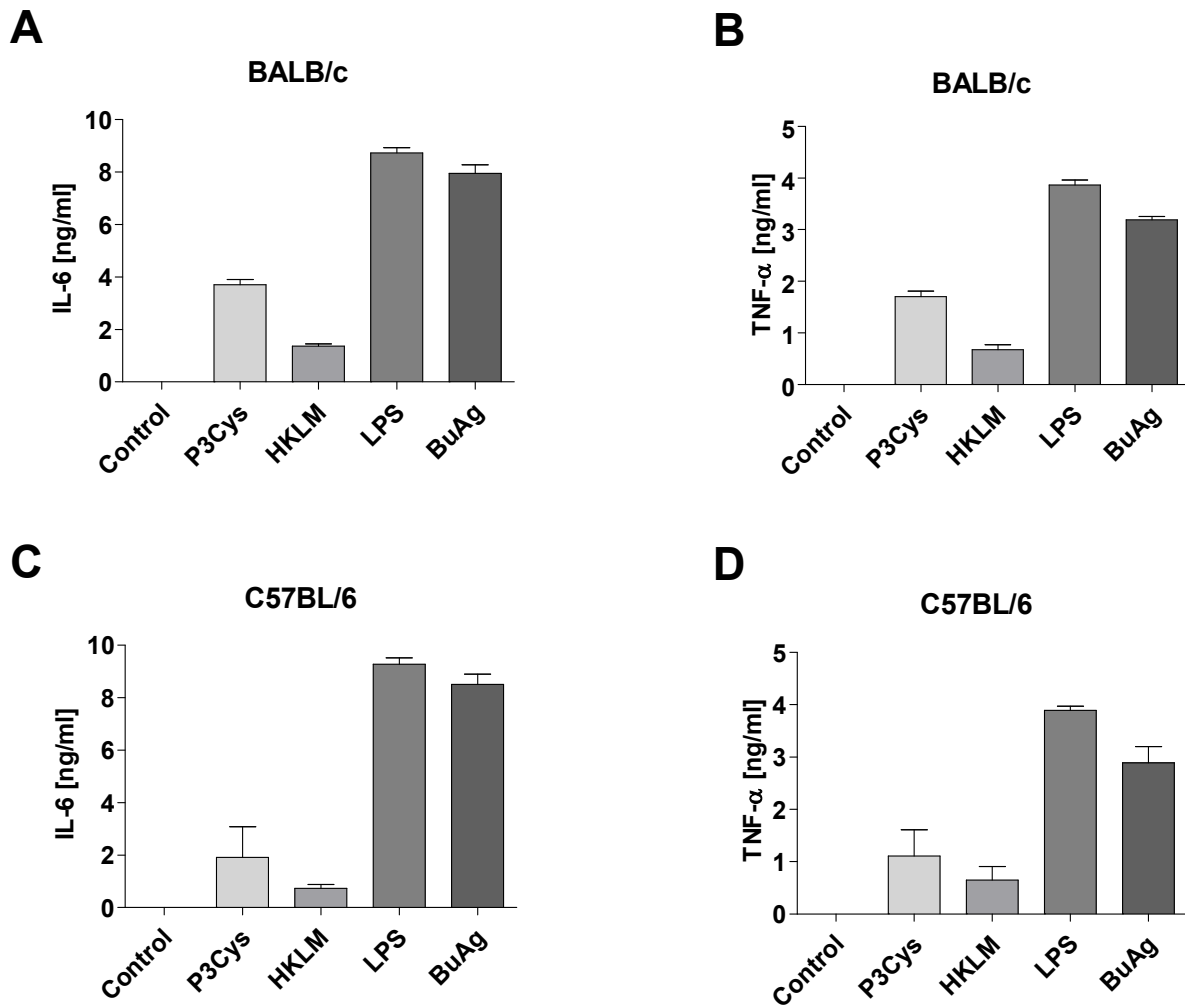 A
BALB/c
IL-6 [ng/ml]
10
8
6
4
2
0
Control
P3Cys
HKLM
LPS
BuAg
B
BALB/c
TNF-α [ng/ml]
5
4
3
2
1
0
Control
P3Cys
HKLM
LPS
BuAg
C
C57BL/6
IL-6 [ng/ml]
10
8
6
4
2
0
Control
P3Cys
HKLM
LPS
BuAg
D
C57BL/6
TNF-α [ng/ml]
5
4
3
2
1
0
Control
P3Cys
HKLM
LPS
BuAg